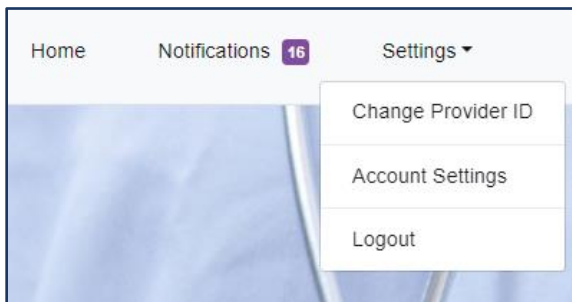 Home Notifications 16 Settings
Change Provider ID
Account Settings
Logout